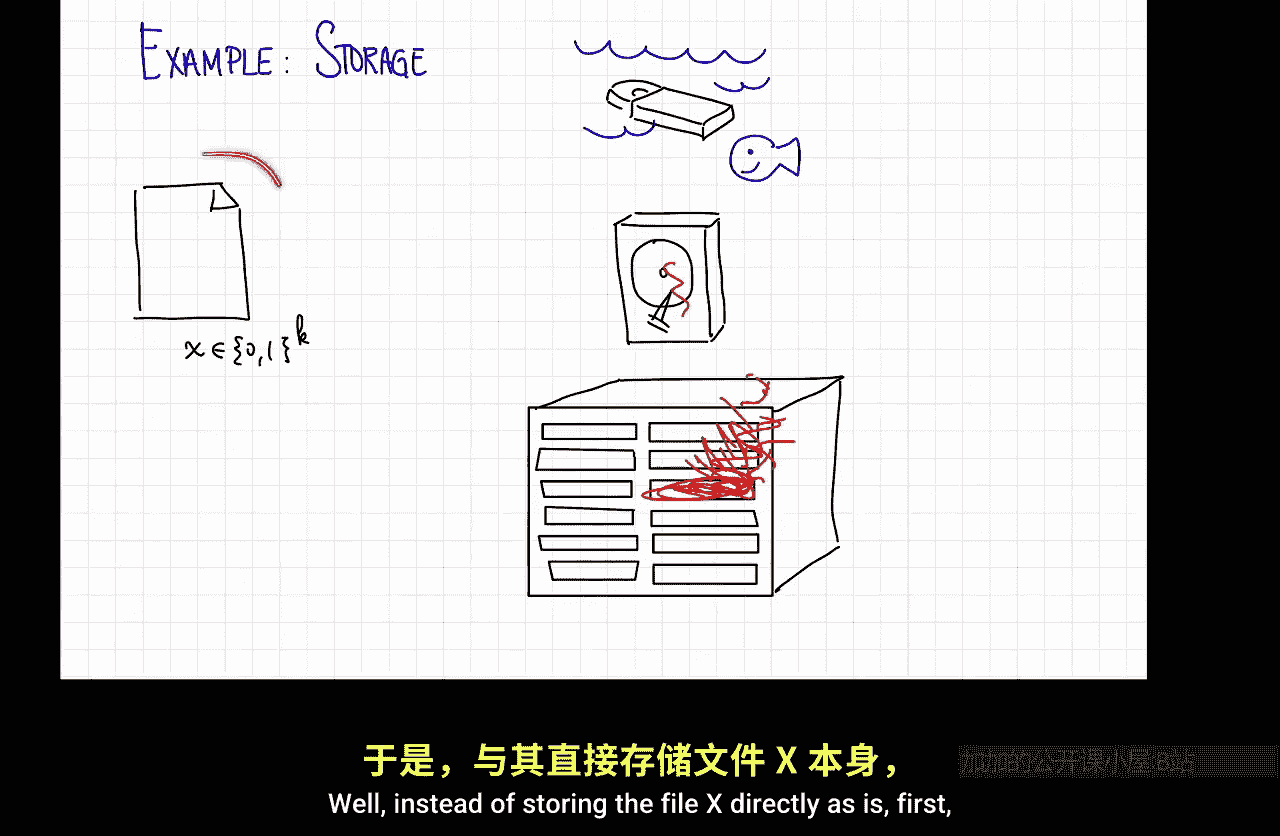 EXAMPLE: STORAGE
x ∈ {0,1}^k
于是，与其直接存储文件 X 本身，
Well, instead of storing the file X directly as is, first,